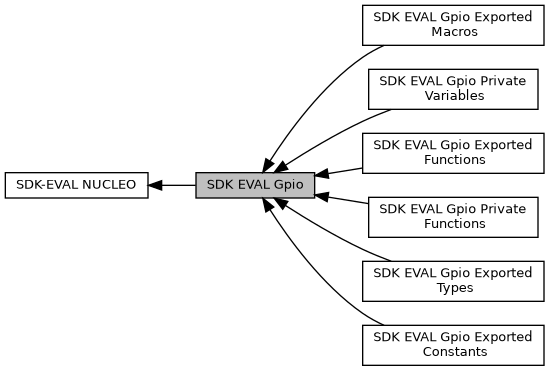 SDK EVAL Gpio Exported
Macros
SDK EVAL Gpio Private
Variables
SDK EVAL Gpio Exported
Functions
SDK-EVAL NUCLEO
SDK EVAL Gpio
SDK EVAL Gpio Private
Functions
SDK EVAL Gpio Exported
Types
SDK EVAL Gpio Exported
Constants